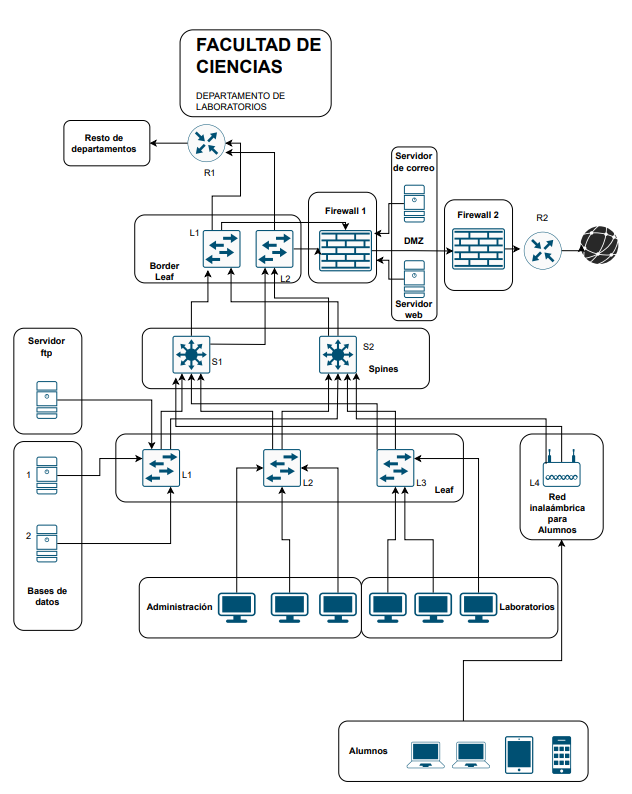 FACULTAD DE
CIENCIAS
DEPARTAMENTO DE
LABORATORIOS
Resto de
departamentos
R1
Servidor
de correo
Firewall 1
Firewall 2
R2
L1
DMZ
Border
Leaf
L2
Servidor
web
Servidor
ftp
S1
S2
Spines
1
L1
L2
L3
L4
Leaf
Red
inalaámbrica
para
Alumnos
2
Bases de
datos
Administración
Laboratorios
Alumnos